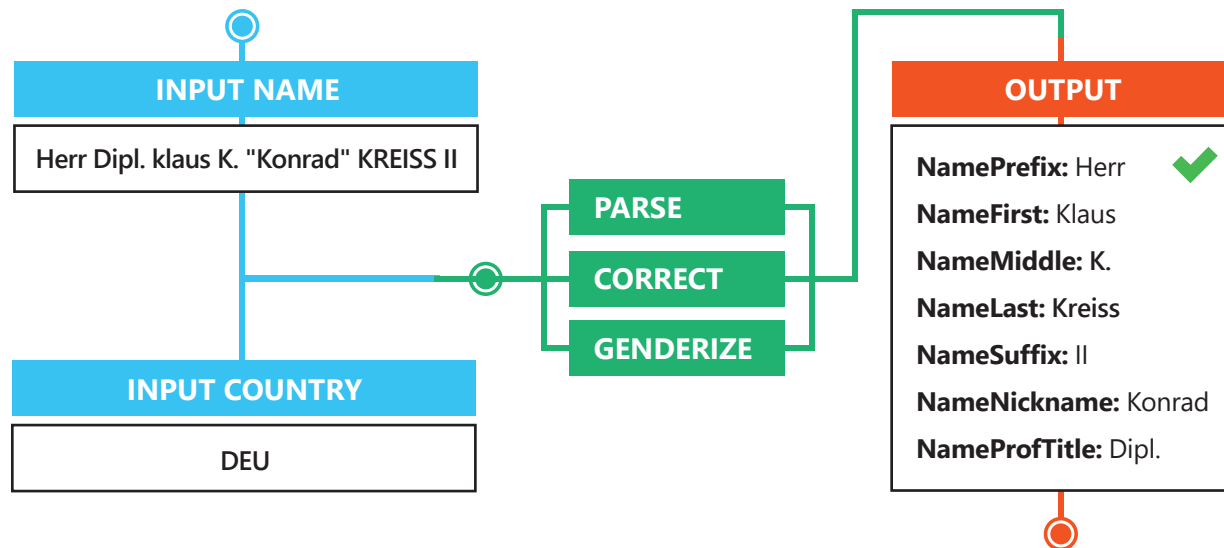 INPUT NAME
Herr Dipl. klaus K. "Konrad" KREISS II
INPUT COUNTRY
DEU
PARSE
CORRECT
GENDERIZE
OUTPUT
NamePrefix: Herr
NameFirst: Klaus
NameMiddle: K.
NameLast: Kreiss
NameSuffix: II
NameNickname: Konrad
NameProfTitle: Dipl.